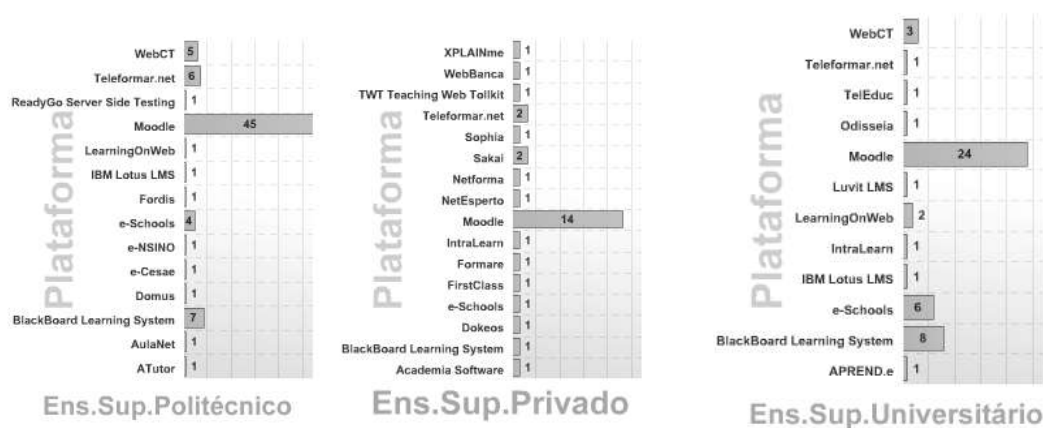 Plataforma
WebCT 5
Teleformar.net 6
ReadyGo Server Side Testing 1
Moodle 45
LearningOnWeb 1
IBM Lotus LMS 1
Fordis 1
e-Schools 4
e-NSINO 1
e-Cesae 1
Domus 1
BlackBoard Learning System 7
AulaNet 1
ATutor 1
Ens.Sup.Politécnico
Plataforma
XPLAINme 1
WebBanca 1
TWT Teaching Web Tollkit 1
Teleformar.net 2
Sophia 1
Sakai 2
Netforma 1
NetEsperto 1
Moodle 14
IntraLearn 1
Formare 1
FirstClass 1
e-Schools 1
Dokeos 1
BlackBoard Learning System 1
Academia Software 1
Ens.Sup.Privado
Plataforma
WebCT 3
Teleformar.net 1
TelEduc 1
Odisseia 1
Moodle 24
Luvit LMS 1
LearningOnWeb 2
IntraLearn 1
IBM Lotus LMS 1
e-Schools 6
BlackBoard Learning System 8
APREND.e 1
Ens.Sup.Universitário